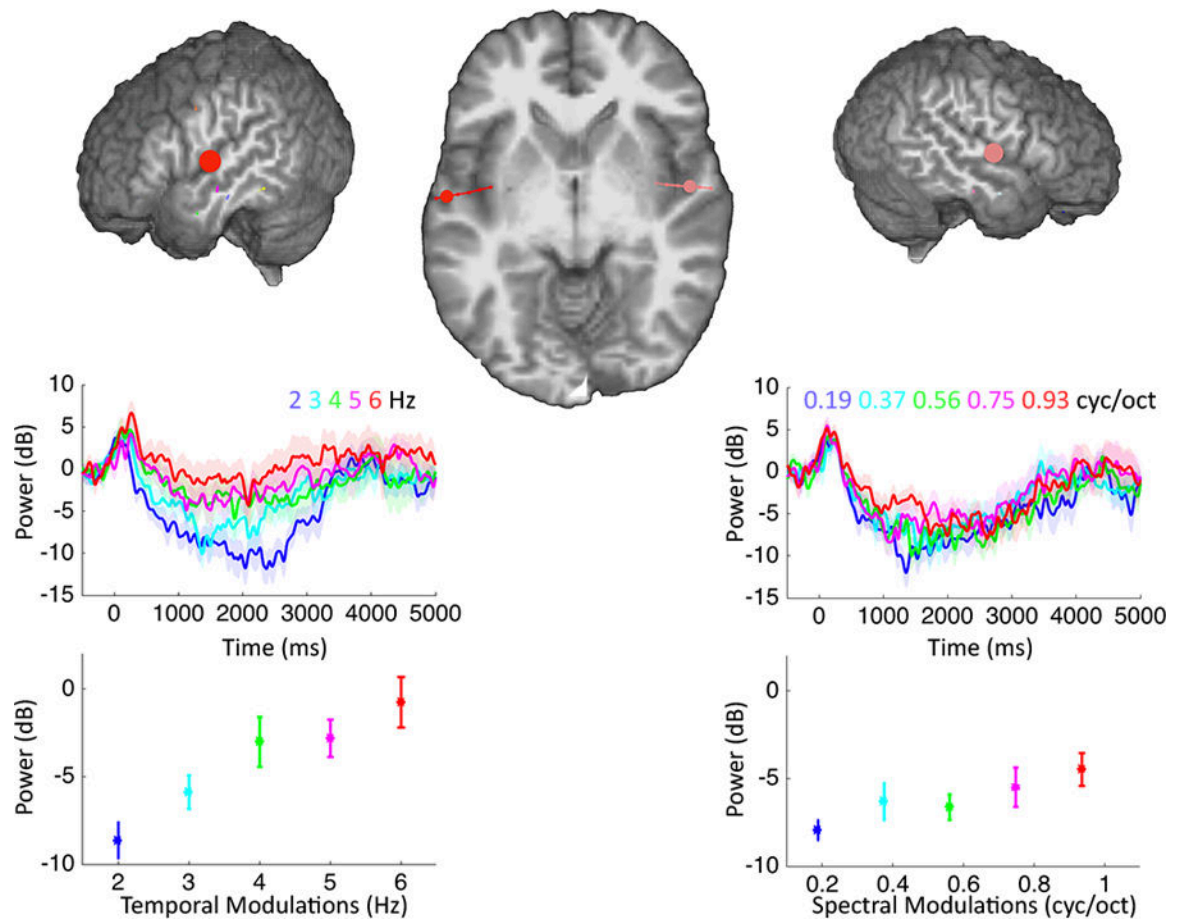 2 3 4 5 6 Hz
10
5
0
-5
-10
-15
Power (dB)
0 1000 2000 3000 4000 5000
Time (ms)
0.19 0.37 0.56 0.75 0.93 cyc/oct
10
5
0
-5
-10
-15
Power (dB)
0 1000 2000 3000 4000 5000
Time (ms)
0
-5
-10
Power (dB)
2 3 4 5 6
Temporal Modulations (Hz)
0
-5
-10
Power (dB)
0.2 0.4 0.6 0.8 1
Spectral Modulations (cyc/oct)